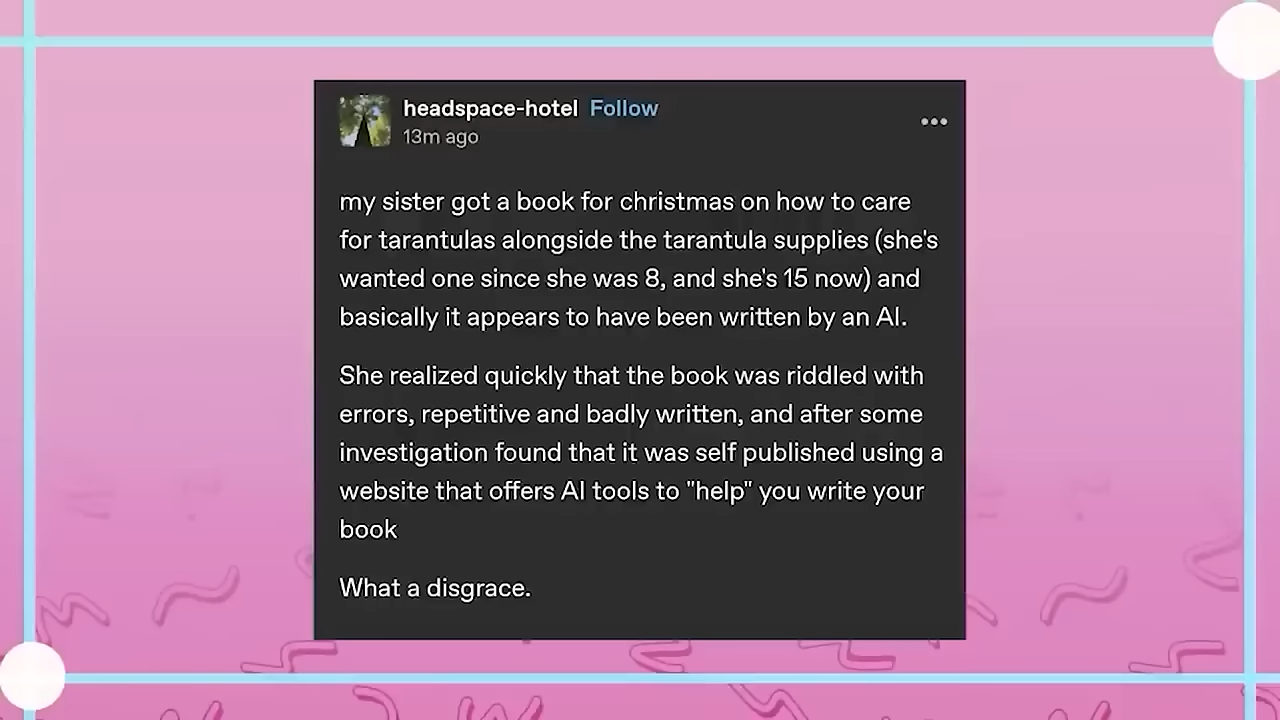 headspace-hotel Follow
13m ago
my sister got a book for christmas on how to care
for tarantulas alongside the tarantula supplies (she's
wanted one since she was 8, and she's 15 now) and
basically it appears to have been written by an AI.
She realized quickly that the book was riddled with
errors, repetitive and badly written, and after some
investigation found that it was self published using a
website that offers AI tools to "help" you write your
book
What a disgrace.